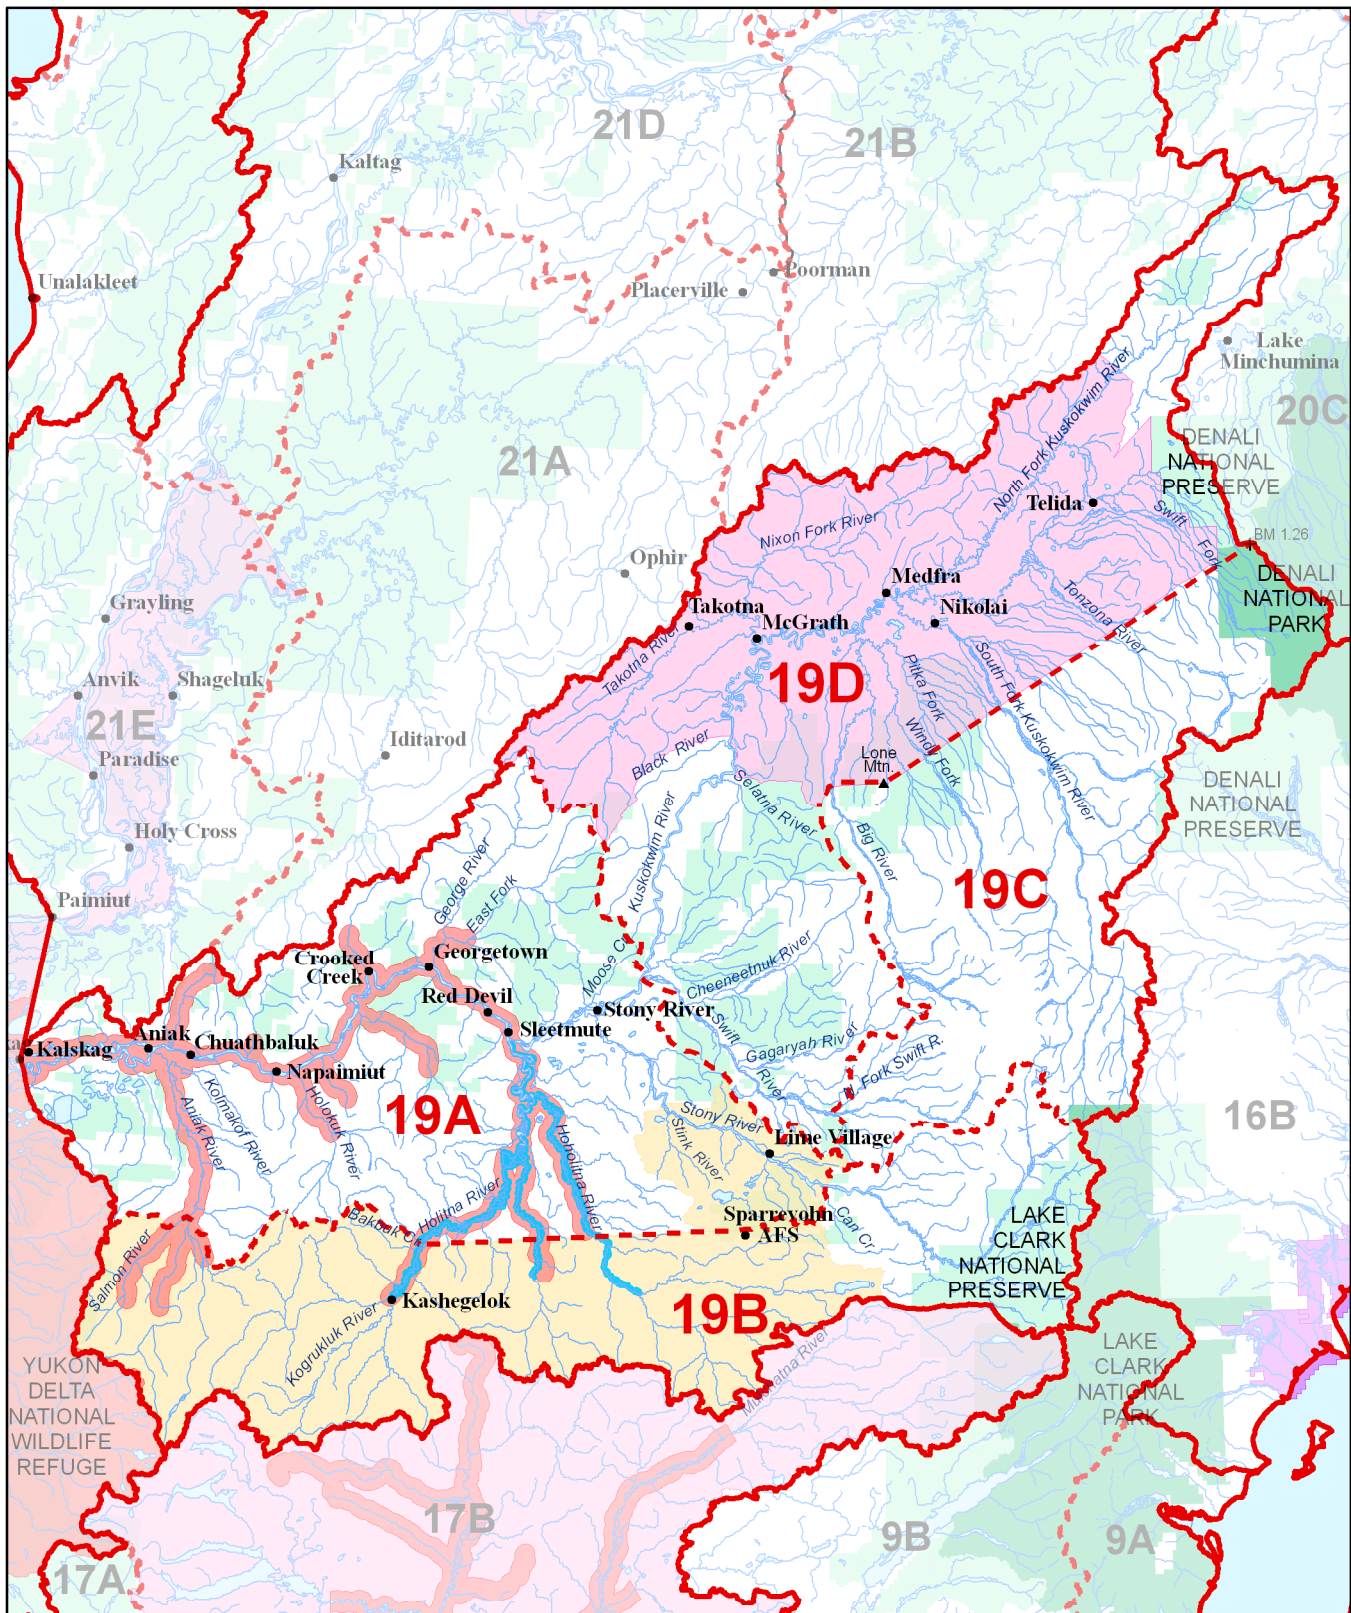 21D
21B
Kaltag
Unalakleet
Poorman
Placerville
Lake
Minchumina
20C
21A
DENALI
NATIONAL
PRESERVE
North Fork Kuskokwim River
Telida
Swift
Fork
BM 1.26
Nixon Fork River
Ophir
Medfra
DENALI
NATIONAL
PARK
Grayling
Takotna
McGrath
Nikolai
Tonzona River
Takotna River
19D
Pitka Fork
South Fork Kuskokwim River
Anvik
Shageluk
21E
Iditarod
Black River
Windy Fork
Lone
Mtn.
Paradise
Selatna River
Kuskokwim River
Big River
DENALI
NATIONAL
PRESERVE
Holy Cross
George River
East Fork
19C
Paimiut
Crooked
Creek
Georgetown
Moose Cr.
Cheeneetnuk River
Red Devil
Stony River
Sleetmute
Swift
River
Gagaryah River
N. Fork Swift R.
Kalskag
Aniak
Chuathbaluk
Napaimiut
Kolmakof River
Aniak River
Holokuk River
19A
Hoholitna River
Stony River
Stink River
Lime Village
16B
Holitna River
Bakbuk Cr.
Sparrevohn
AFS
Can Cr.
LAKE
CLARK
NATIONAL
PRESERVE
Salmon River
Kashegelok
19B
Kogrukluk River
Mulchatna River
YUKON
DELTA
NATIONAL
WILDLIFE
REFUGE
LAKE
CLARK
NATIONAL
PARK
17B
9B
9A
17A